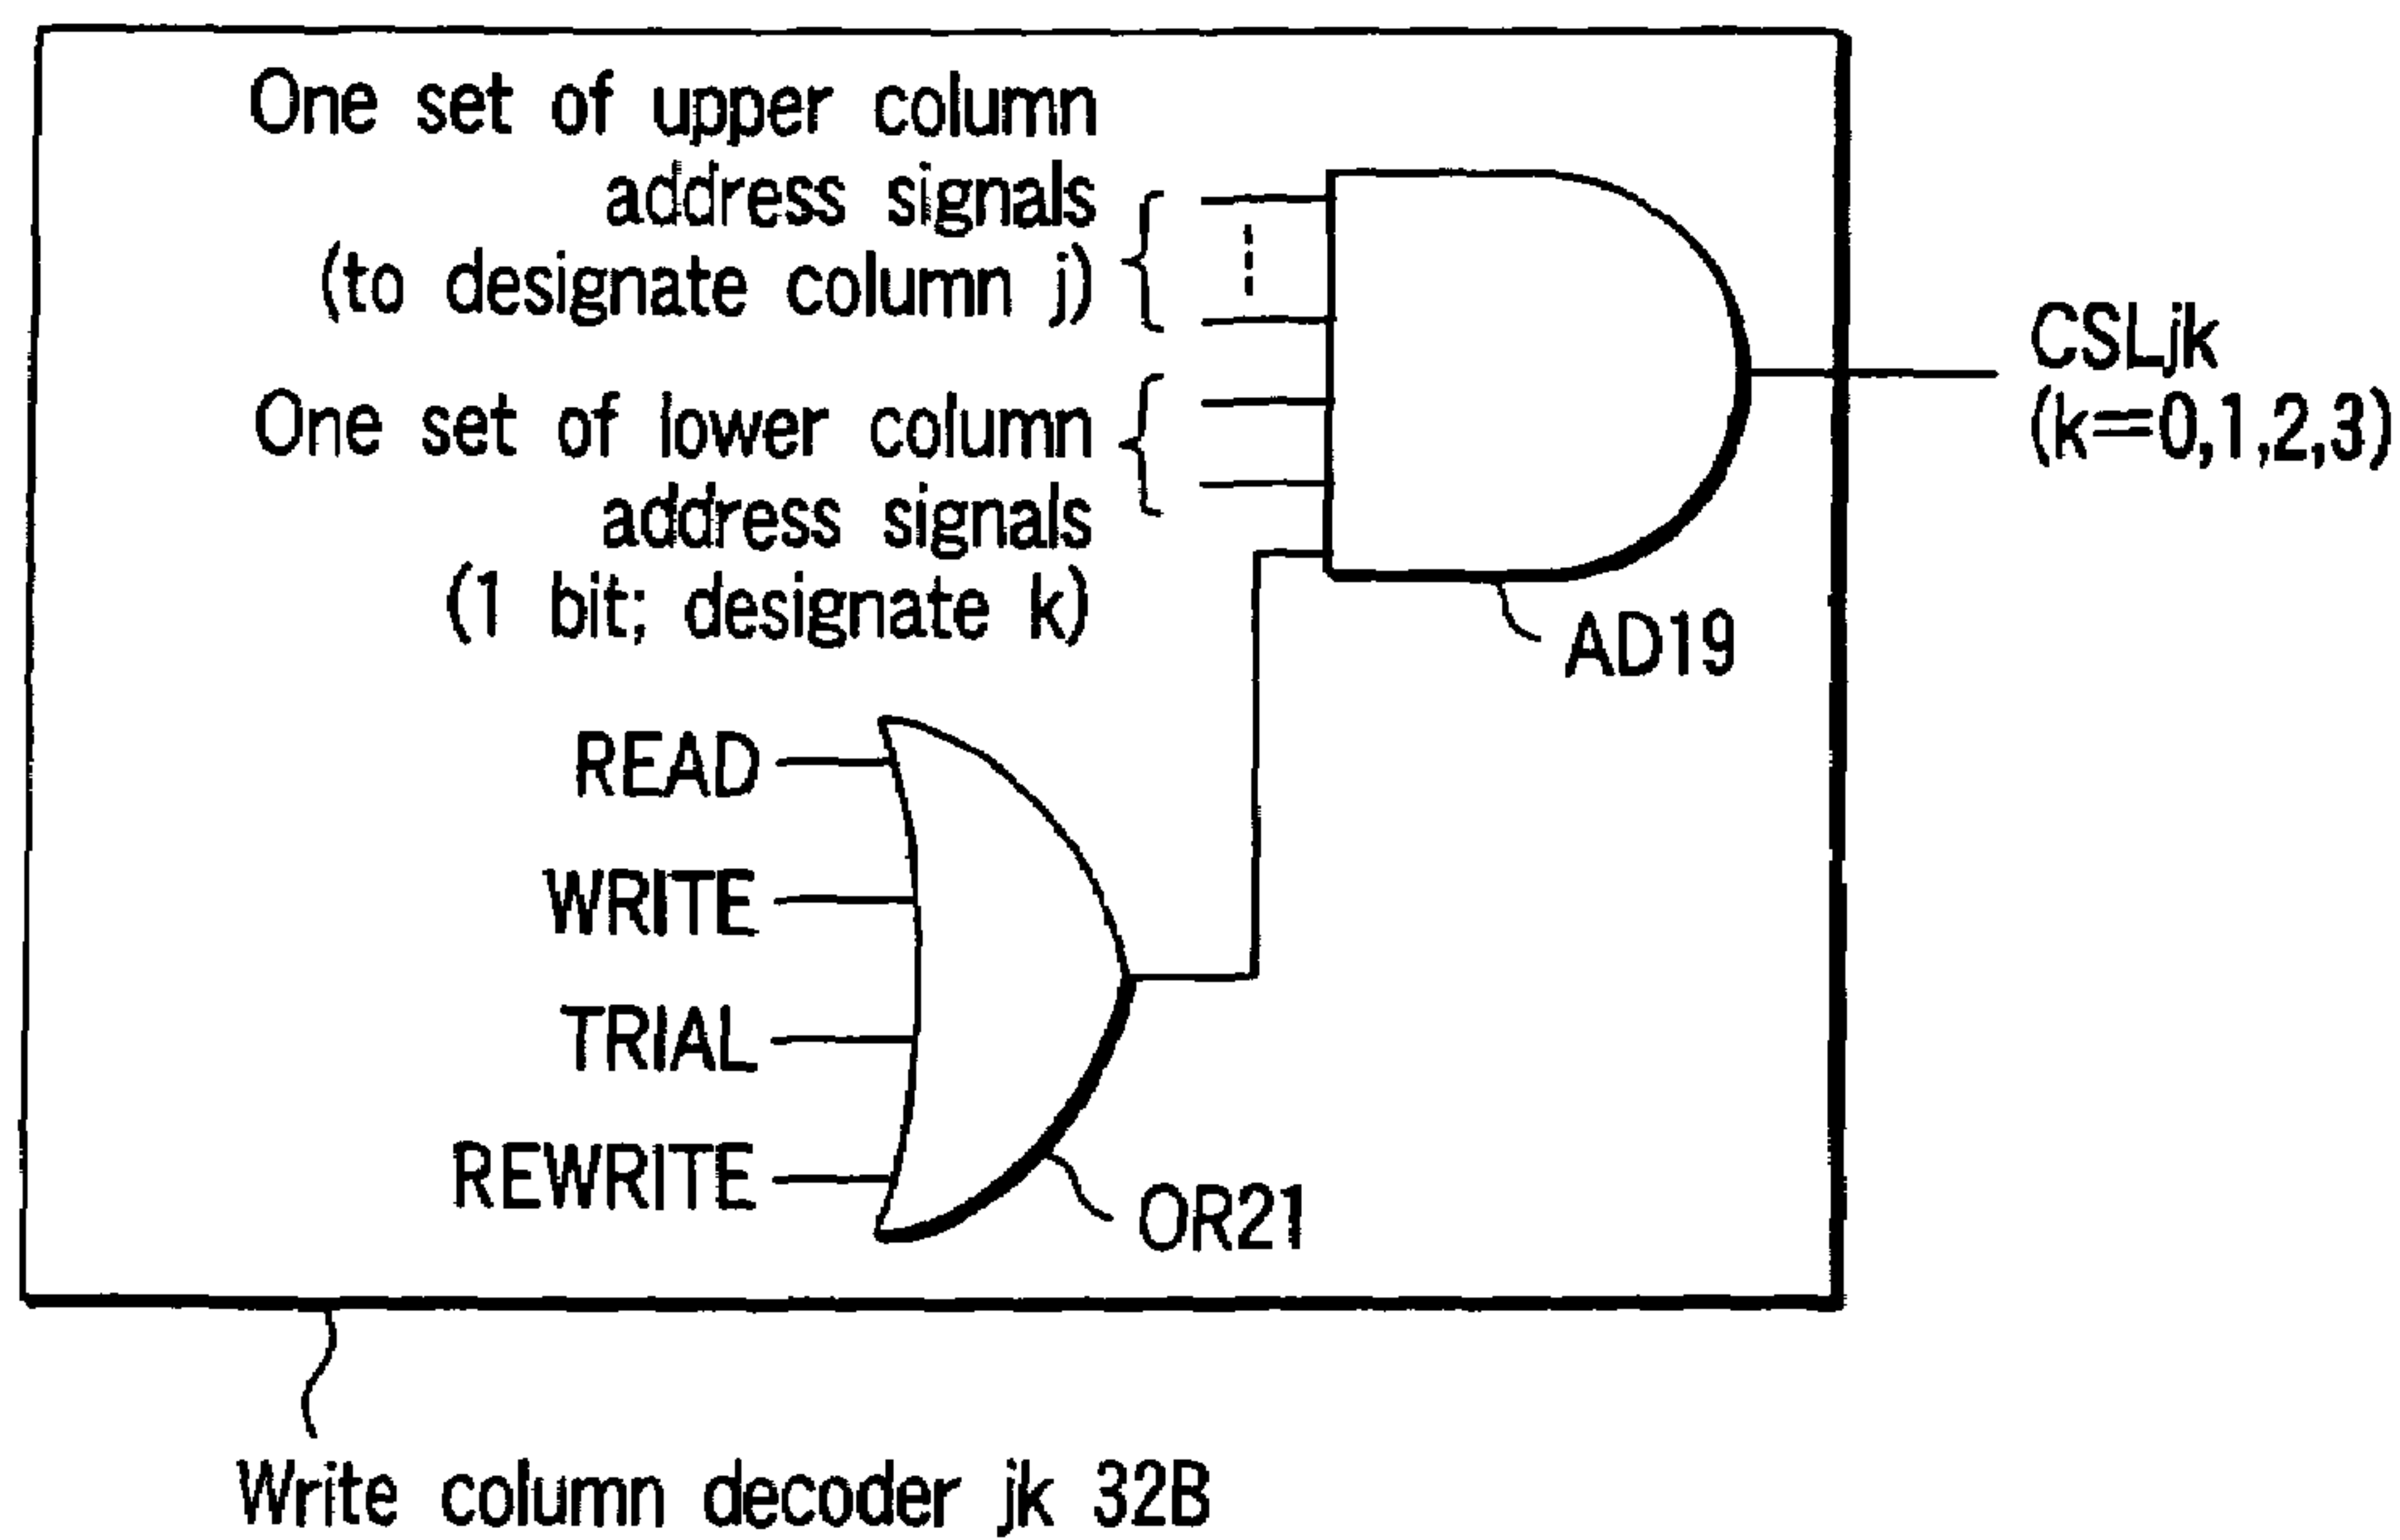 One set of upper column
address signals
(to designate column j)
One set of lower column
address signals
(1 bit; designate k)
CSLjk
(k=0,1,2,3)
AD19
READ
WRITE
TRIAL
REWRITE
OR21
Write column decoder jk 32B